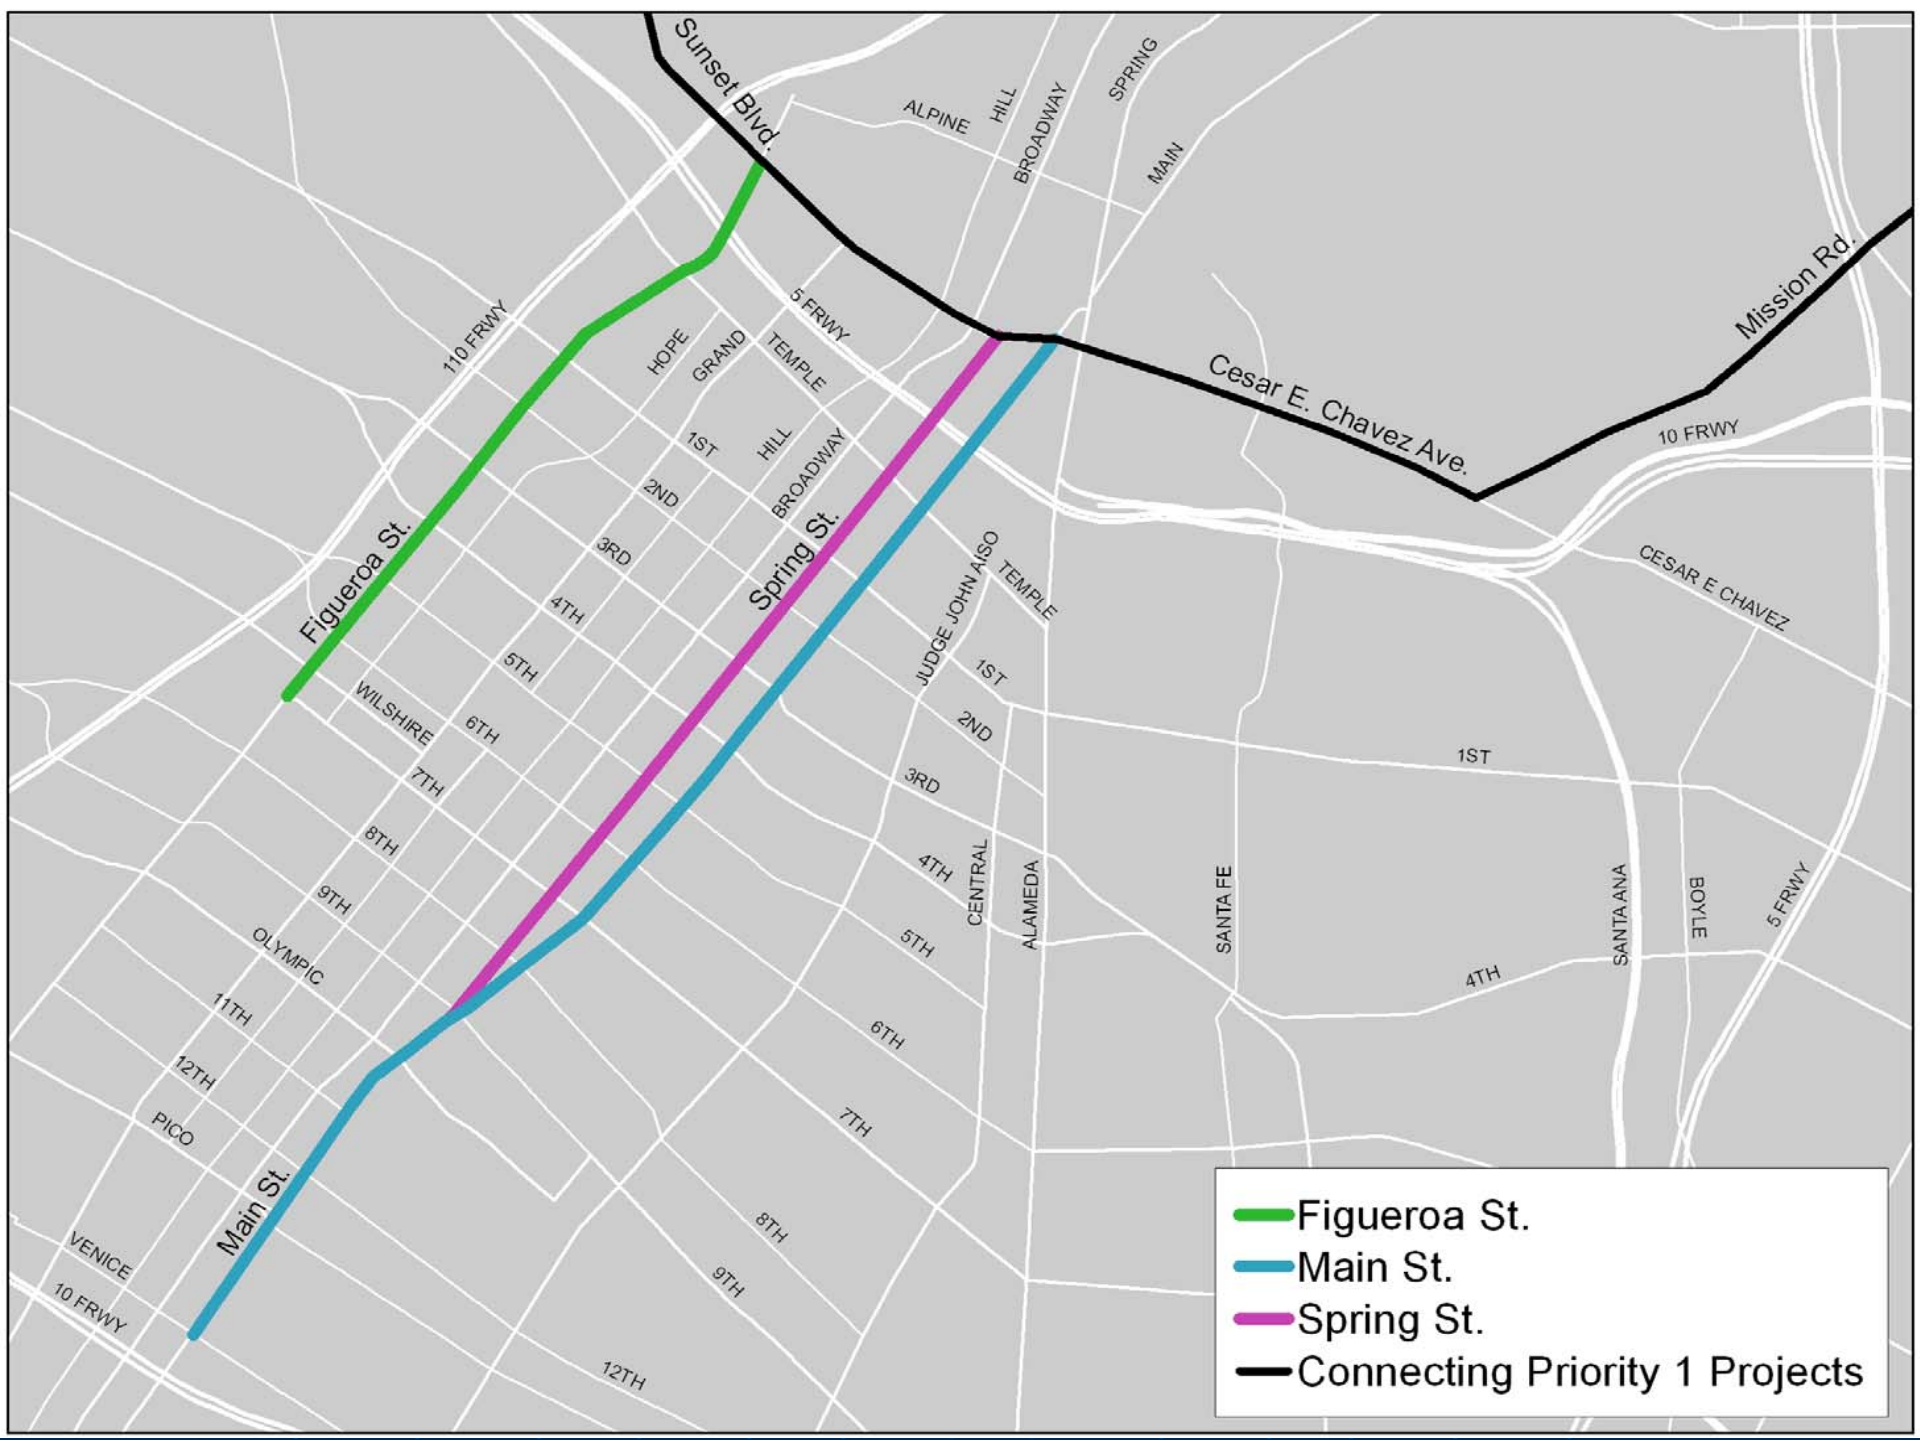 Sunset Blvd.
ALPINE
HILL
BROADWAY
SPRING
MAIN
110 FRWY
HOPE
GRAND
TEMPLE
5 FRWY
Cesar E. Chavez Ave.
Mission Rd.
10 FRWY
1ST
HILL
BROADWAY
2ND
3RD
Figueroa St.
Spring St.
JUDGE JOHN AISO
TEMPLE
CESAR E CHAVEZ
4TH
5TH
1ST
WILSHIRE
6TH
2ND
1ST
7TH
3RD
8TH
4TH
CENTRAL
ALAMEDA
SANTA FE
SANTA ANA
BOYLE
5 FRWY
9TH
OLYMPIC
5TH
4TH
11TH
6TH
12TH
PICO
7TH
Main St.
VENICE
8TH
10 FRWY
9TH
12TH
Figueroa St.
Main St.
Spring St.
Connecting Priority 1 Projects